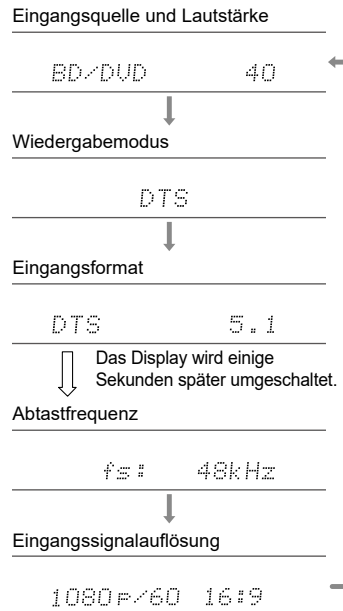 Eingangsquelle und Lautstärke
BD/DVD 40
Wiedergabemodus
DTS
Eingangsformat
DTS 5.1
Das Display wird einige
Sekunden später umgeschaltet.
Abtastfrequenz
fs: 48kHz
Eingangssignalauflösung
1080p/60 16:9